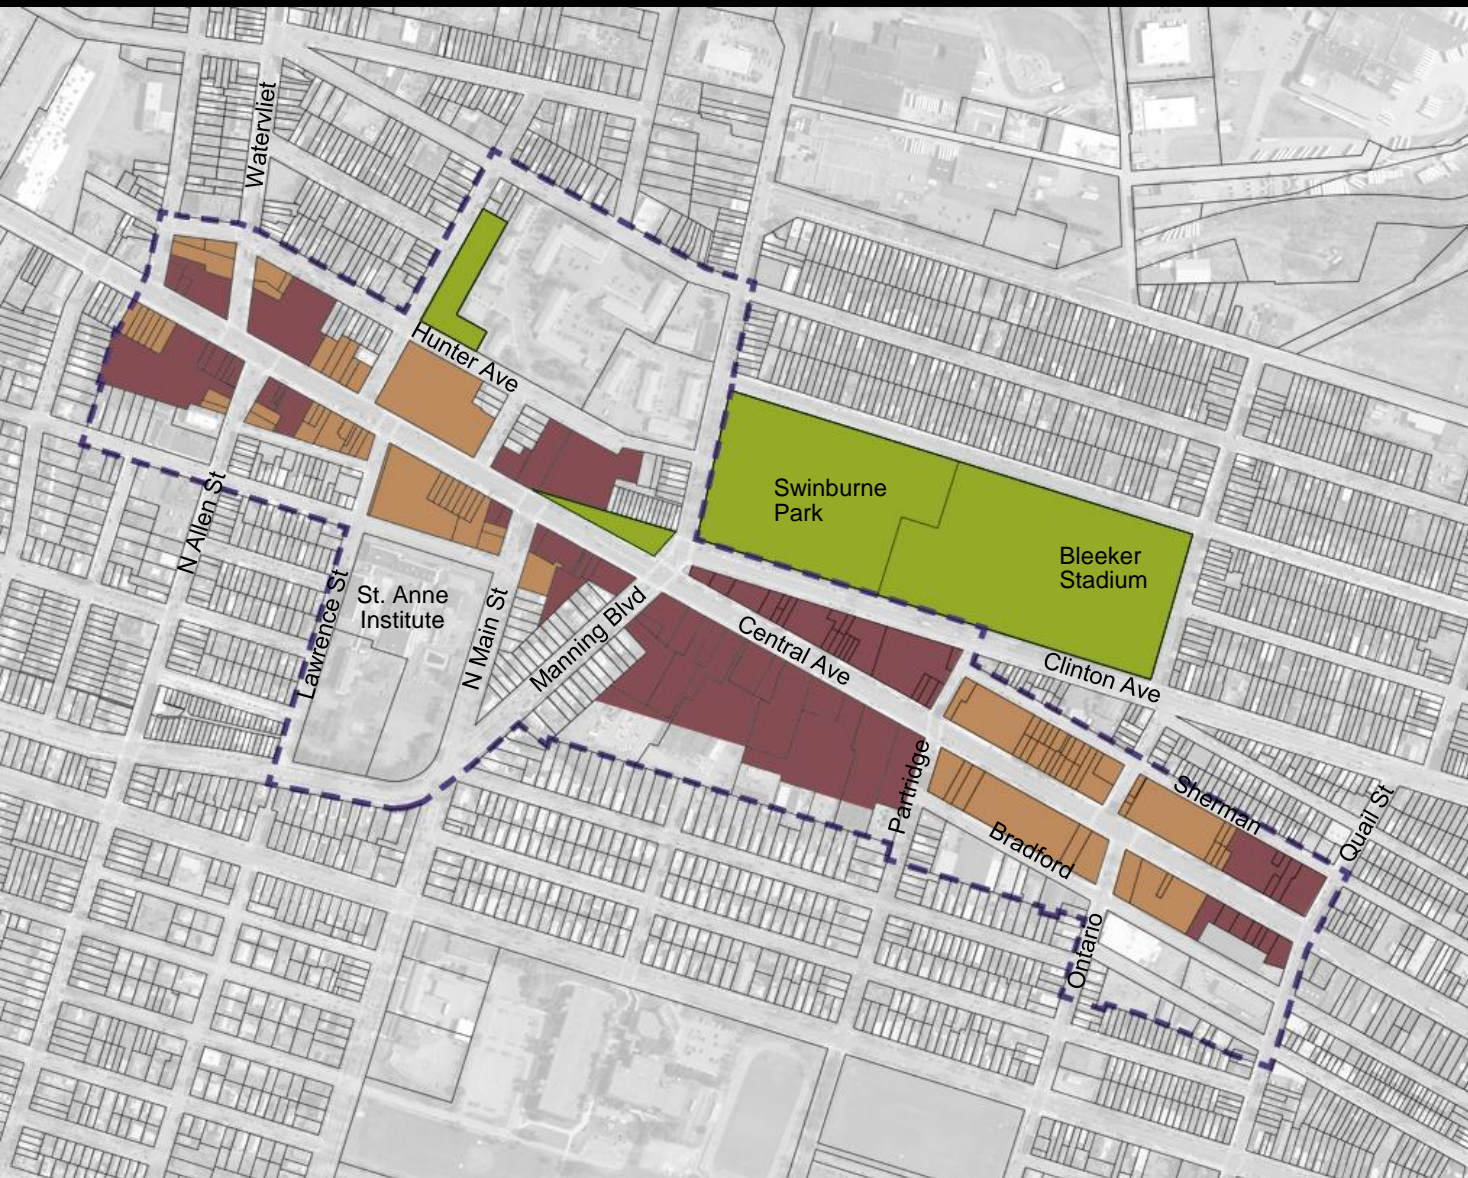 Watervliet
Hunter Ave
Swinburne
Park
N Allen St
Bleeker
Stadium
St. Anne
Institute
Lawrence St
N Main St
Manning Blvd
Central Ave
Clinton Ave
Partridge
Sherman
Quail St
Bradford
Ontario